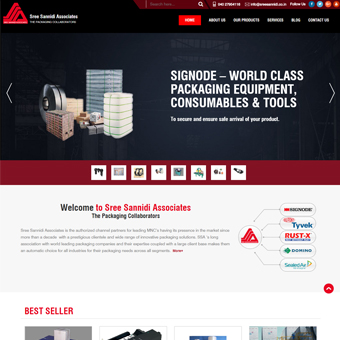 Search here...
040 27904116
info@sreesannidi.co.in
Sree Sannidi Associates
THE PACKAGING COLLABORATORS
HOME
ABOUT US
OUR PRODUCTS
SERVICES
BLOG
CONTACT US
SIGNODE – WORLD CLASS
PACKAGING EQUIPMENT,
CONSUMABLES & TOOLS
To secure and ensure safe arrival of your product.
Welcome to Sree Sannidi Associates
The Packaging Collaborators
Sree Sannidi Associates is the authorized channel partners for leading MNC's having its presence in the market since
more than a decade with a prestigious clientele and wide range of innovative packaging solutions. SSA 's long
association with world leading packaging companies and their expertise coupled with a large client base makes them
an automatic choice for all industries for their packaging needs across all segments. More+
SIGNODE
Tyvek
RUST-X
DOMINO
Sealed Air
BEST SELLER